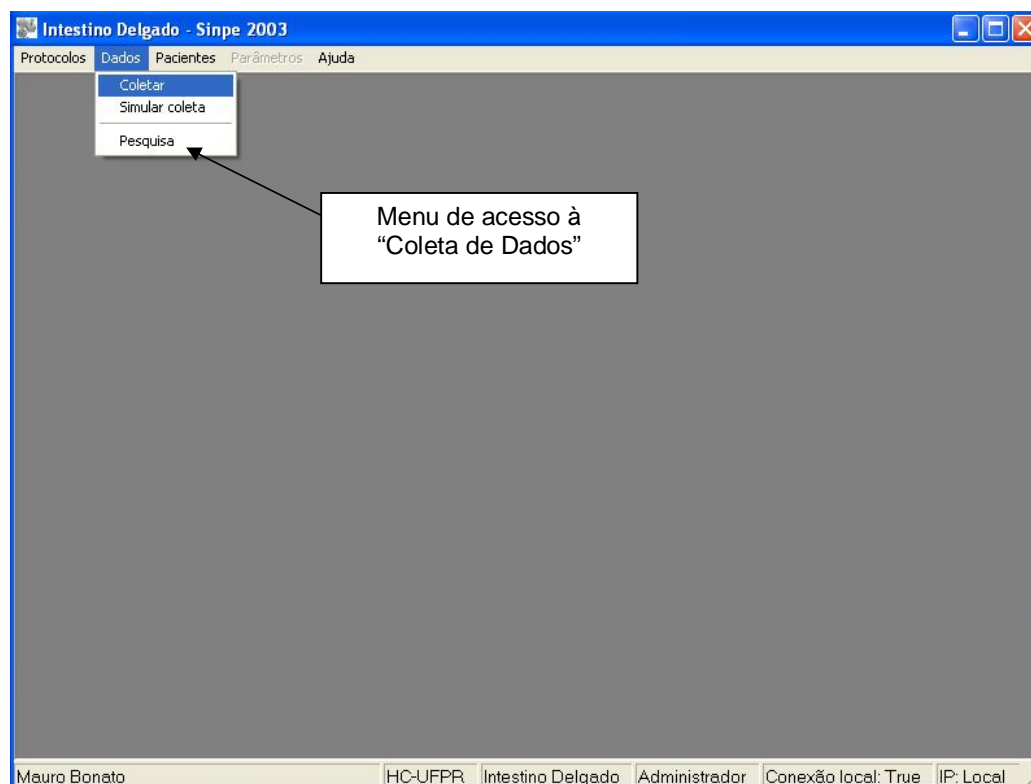 Intestino Delgado - Sinpe 2003
Protocolos Dados Pacientes Parâmetros Ajuda
Coletar
Simular coleta
Pesquisa
Menu de acesso à
“Coleta de Dados”
Mauro Bonato HC-UFPR Intestino Delgado Administrador Conexão local: True IP: Local